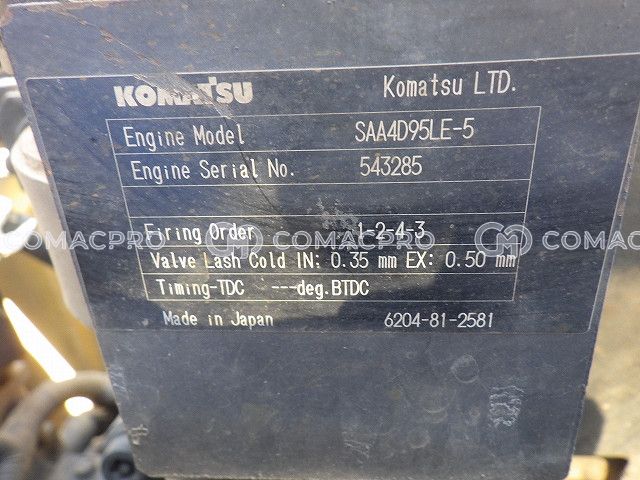 KOMATSU Komatsu LTD.
Engine Model SAA4D95LE-5
Engine Serial No. 543285
Firing Order 1-2-4-3
COMACPRO COMACPRO
Valve Lash Cold IN: 0.35 mm EX: 0.50 mm
Timing-TDC ---deg.BTDC
Made in Japan 6204-81-2581